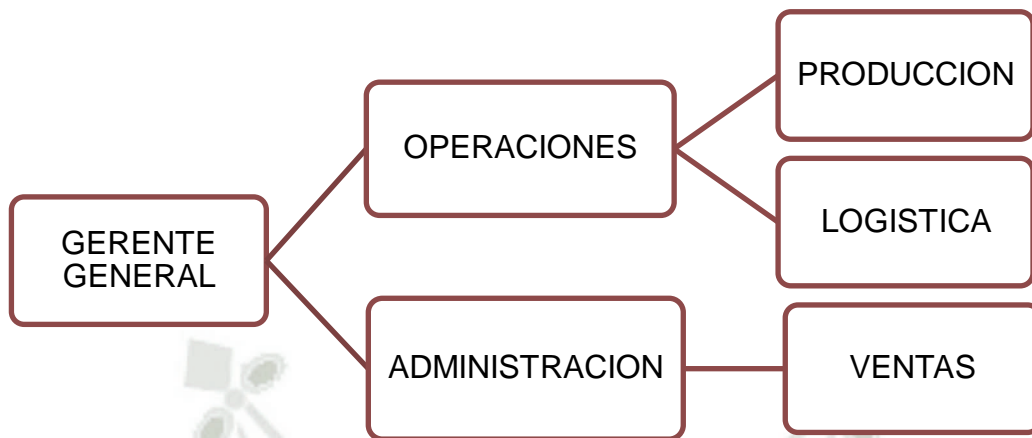 GERENTE
GENERAL
OPERACIONES
PRODUCCION
LOGISTICA
ADMINISTRACION
VENTAS